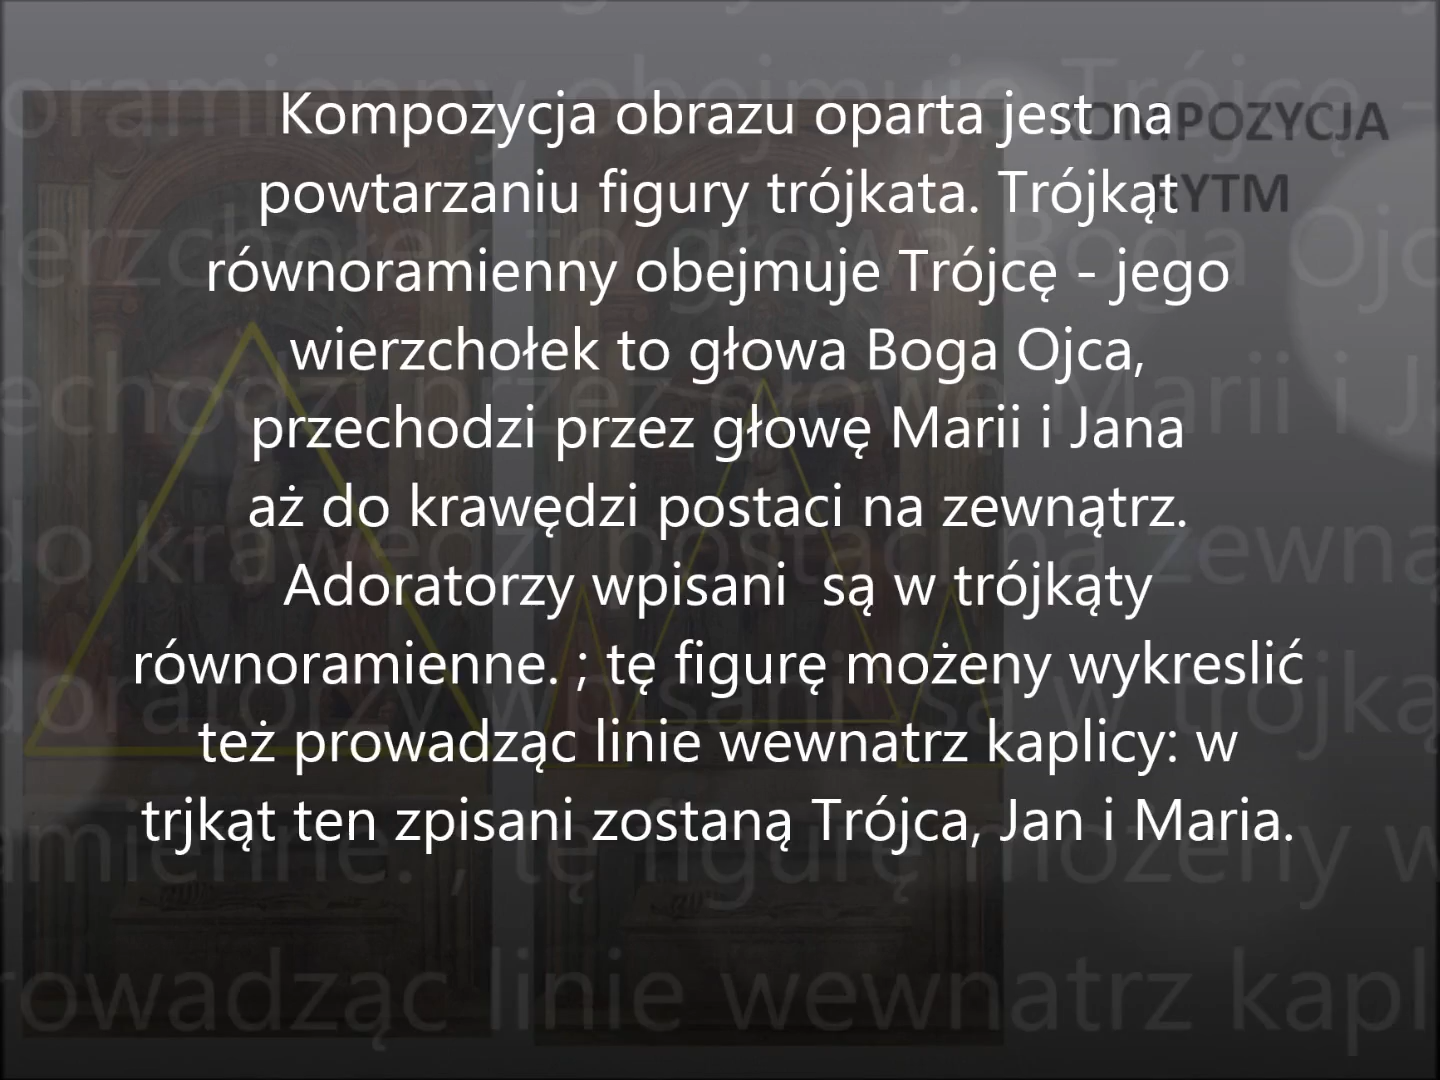 Kompozycja obrazu oparta jest na
powtarzaniu figury trójkata. Trójkąt
równoramienny obejmuje Trójcę - jego
wierzchołek to głowa Boga Ojca,
przechodzi przez głowę Marii i Jana
aż do krawędzi postaci na zewnątrz.
Adoratorzy wpisani  są w trójkąty
równoramienne. ; tę figurę możeny wykreslić
też prowadząc linie wewnatrz kaplicy: w
trjkąt ten zpisani zostaną Trójca, Jan i Maria.
KOMPOZYCJA
RYTM